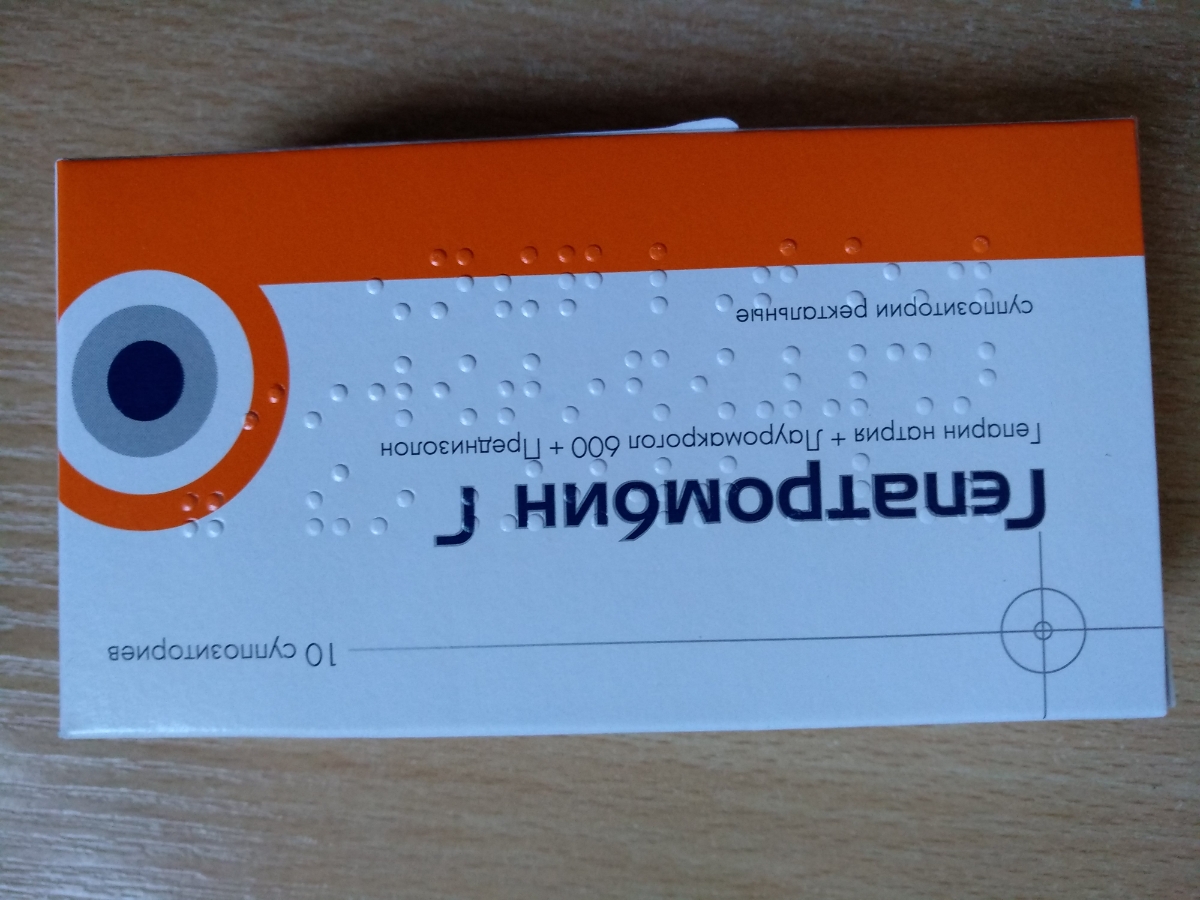 10 суппозиториев
Гепатромбин Г
Гепарин натрия + Лауромакрогол 600 + Преднизолон
суппозитории ректальные